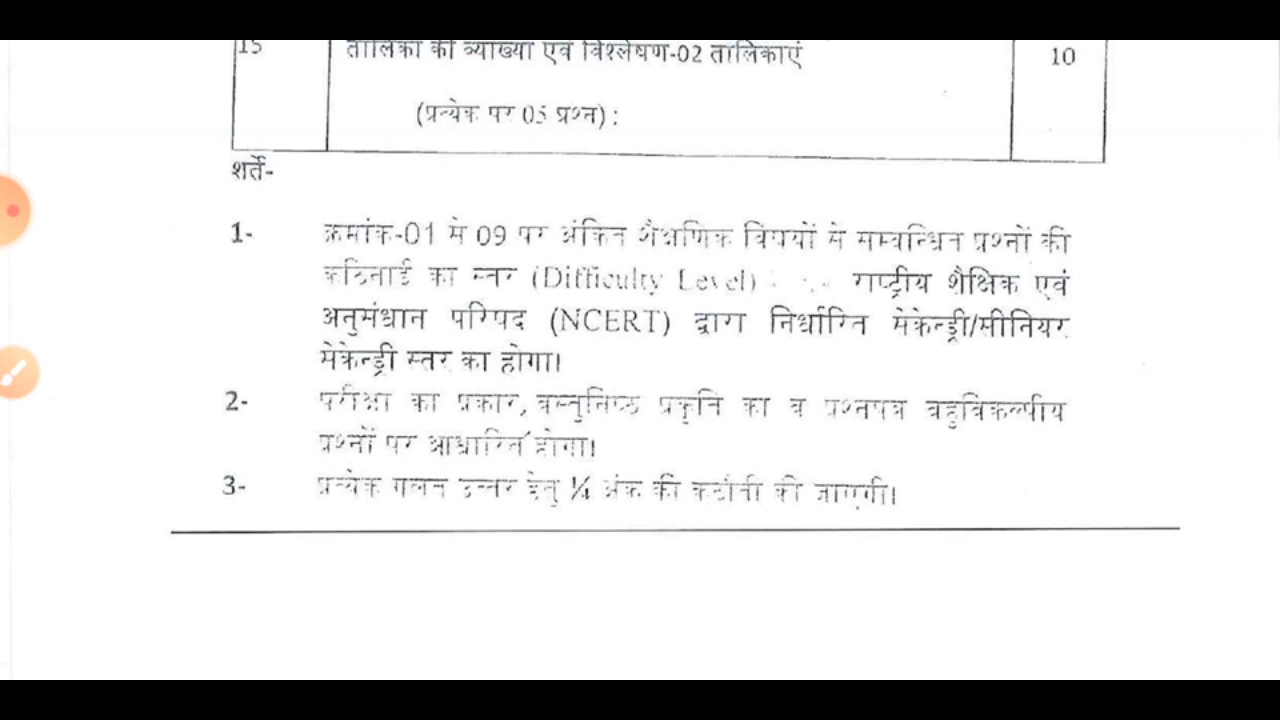 15 तालिका की व्याख्या एवं विश्लेषण-02 तालिकाएं 10
(प्रत्येक पर 05 प्रश्न) :
शर्ते-
1- क्रमांक-01 से 09 पर अंकित शैक्षणिक विषयों से सम्बन्धित प्रश्नों की
कठिनाई का स्तर (Difficulty Level) राष्ट्रीय शैक्षिक एवं
अनुसंधान परिषद (NCERT) द्वारा निर्धारित सेकेन्ड्री/सीनियर
सेकेन्ड्री स्तर का होगा।
2- परीक्षा का प्रकार, वस्तुनिष्ठ प्रकृति का व प्रश्नपत्र बहुविकल्पीय
प्रश्नों पर आधारित होगा।
3- प्रत्येक गलत उत्तर हेतु ¼ अंक की कटौती की जाएगी।